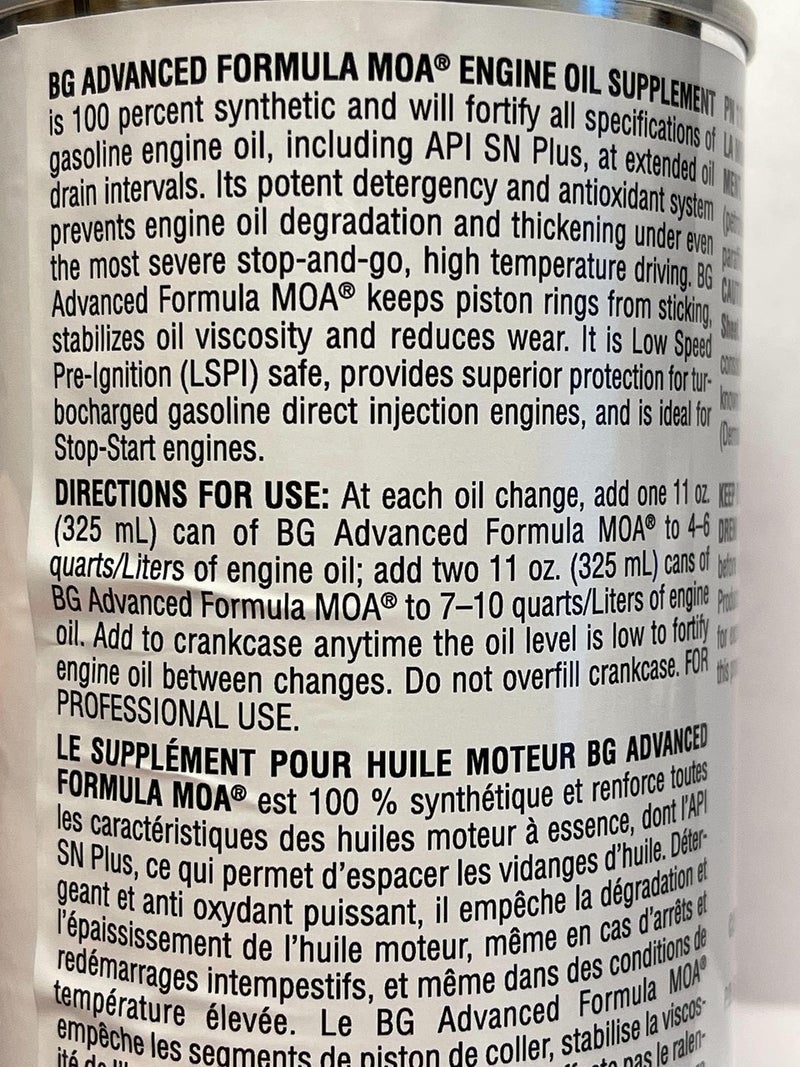 BG ADVANCED FORMULA MOA® ENGINE OIL SUPPLEMENT
is 100 percent synthetic and will fortify all specifications of
gasoline engine oil, including API SN Plus, at extended oil
drain intervals. Its potent detergency and antioxidant system
prevents engine oil degradation and thickening under even
the most severe stop-and-go, high temperature driving. BG
Advanced Formula MOA® keeps piston rings from sticking,
stabilizes oil viscosity and reduces wear. It is Low Speed
Pre-Ignition (LSPI) safe, provides superior protection for tur-
bocharged gasoline direct injection engines, and is ideal for
Stop-Start engines.
DIRECTIONS FOR USE: At each oil change, add one 11 oz.
(325 mL) can of BG Advanced Formula MOA® to 4-6
quarts/Liters of engine oil; add two 11 oz. (325 mL) cans of
BG Advanced Formula MOA® to 7–10 quarts/Liters of engine
oil. Add to crankcase anytime the oil level is low to fortify
engine oil between changes. Do not overfill crankcase. FOR
PROFESSIONAL USE.
LE SUPPLÉMENT POUR HUILE MOTEUR BG ADVANCED
FORMULA MOA® est 100 % synthétique et renforce toutes
les caractéristiques des huiles moteur à essence, dont l'API
SN Plus, ce qui permet d'espacer les vidanges d'huile. Déter-
geant et anti oxydant puissant, il empêche la dégradation et
l'épaississement de l'huile moteur, même en cas d'arrêts et
redémarrages intempestifs, et même dans des conditions de
température élevée. Le BG Advanced Formula MOA®
empêche les segments de piston de coller, stabilise la viscos-
ité de pas le ralen-